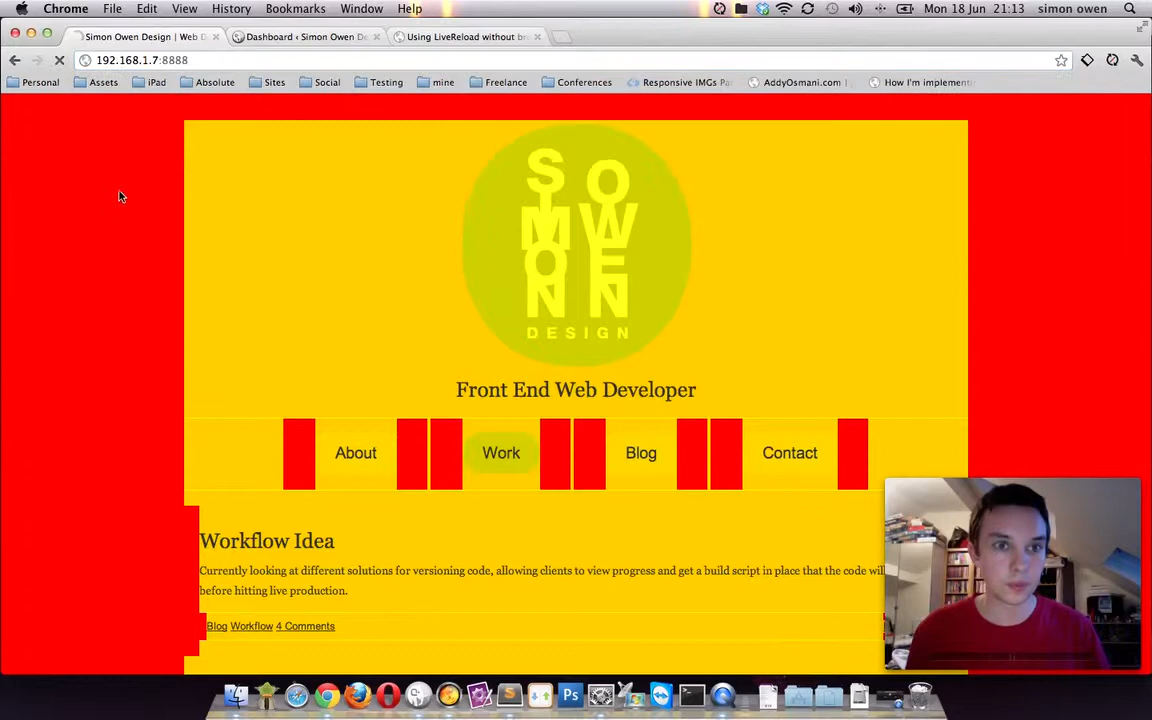 Chrome File Edit View History Bookmarks Window Help Mon 18 Jun 21:13 simon owen
Simon Owen Design | Web D Dashboard ‹ Simon Owen De Using LiveReload without br
192.168.1.7:8888
Personal Assets iPad Absolute Sites Social Testing mine Freelance Conferences Responsive IMGs Pa AddyOsmani.com | How I'm implement
SIMON OWEN
DESIGN
Front End Web Developer
About Work Blog Contact
Workflow Idea
Currently looking at different solutions for versioning code, allowing clients to view progress and get a build script in place that the code will
before hitting live production.
Blog Workflow 4 Comments
Ps